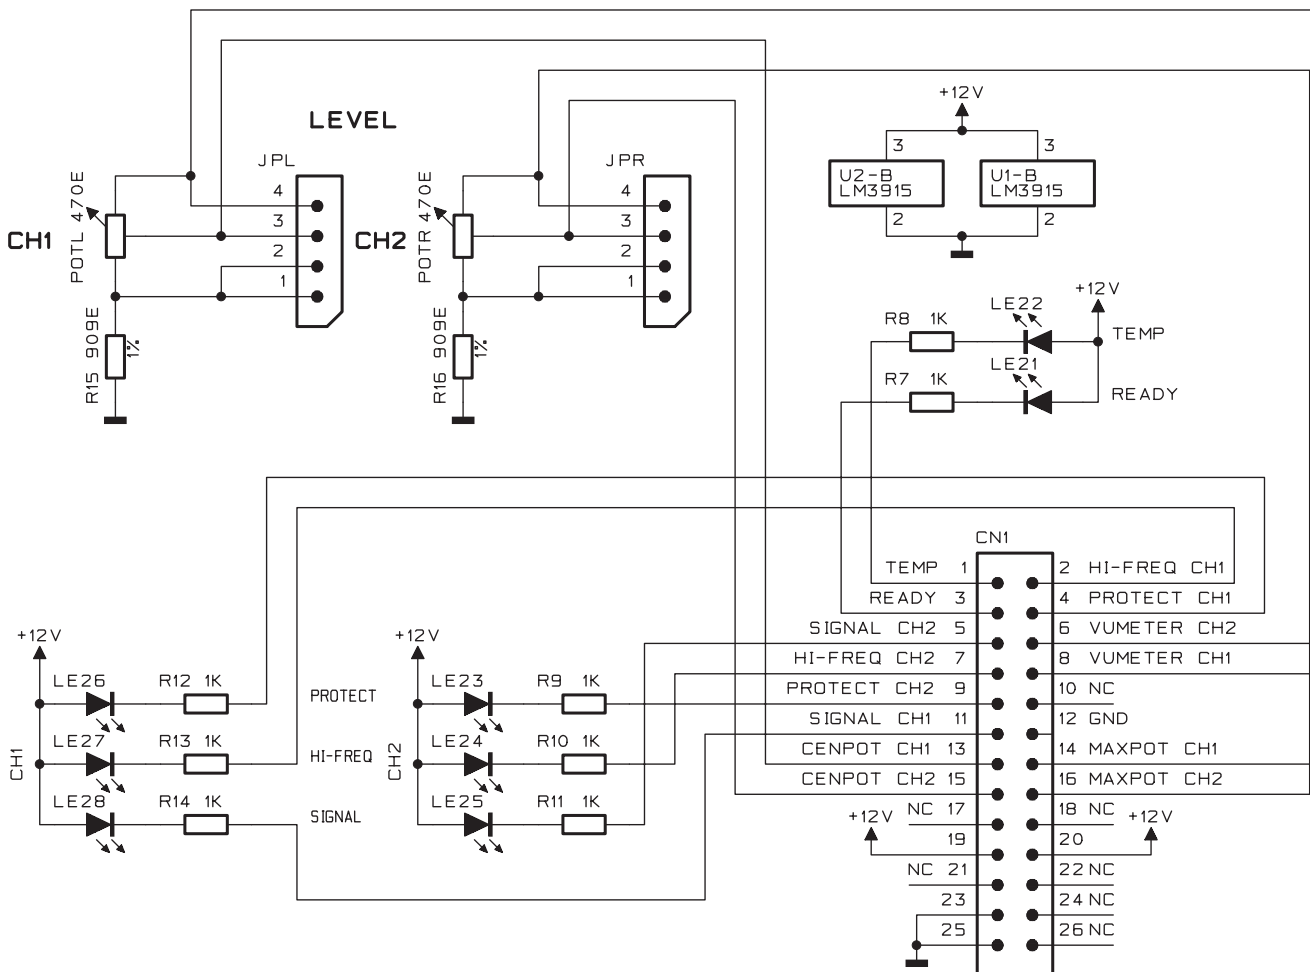 LEVEL
CH1
POTL 470E
R15 909E
1%
JPL
4
3
2
1
CH2
POTR 470E
R16 909E
1%
JPR
4
3
2
1
+12V
3
3
U2-B
LM3915
U1-B
LM3915
2
2
+12V
R8 1K
LE22
TEMP
R7 1K
LE21
READY
CN1
TEMP 1
2 HI-FREQ CH1
READY 3
4 PROTECT CH1
SIGNAL CH2 5
6 VUMETER CH2
HI-FREQ CH2 7
8 VUMETER CH1
PROTECT CH2 9
10 NC
SIGNAL CH1 11
12 GND
CENPOT CH1 13
14 MAXPOT CH1
CENPOT CH2 15
16 MAXPOT CH2
NC 17
18 NC
+12V
19
20
+12V
NC 21
22 NC
23
24 NC
25
26 NC
+12V
CH1
LE26
R12 1K
PROTECT
LE27
R13 1K
HI-FREQ
LE28
R14 1K
SIGNAL
+12V
CH2
LE23
R9 1K
LE24
R10 1K
LE25
R11 1K